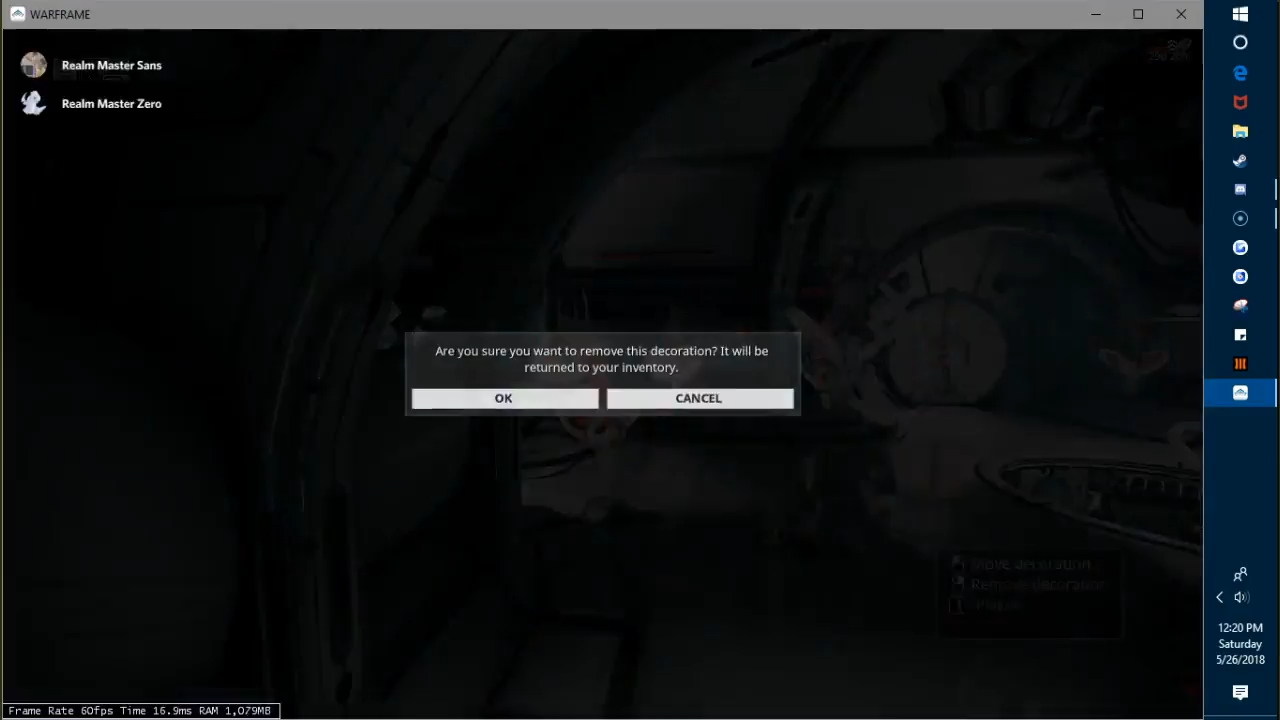 WARFRAME
Realm Master Sans
Realm Master Zero
Are you sure you want to remove this decoration? It will be
returned to your inventory.
OK
CANCEL
Move decoration
Remove decoration
12:20 PM
Saturday
5/26/2018
Frame Rate 60fps Time 16.9ms RAM 1,079MB